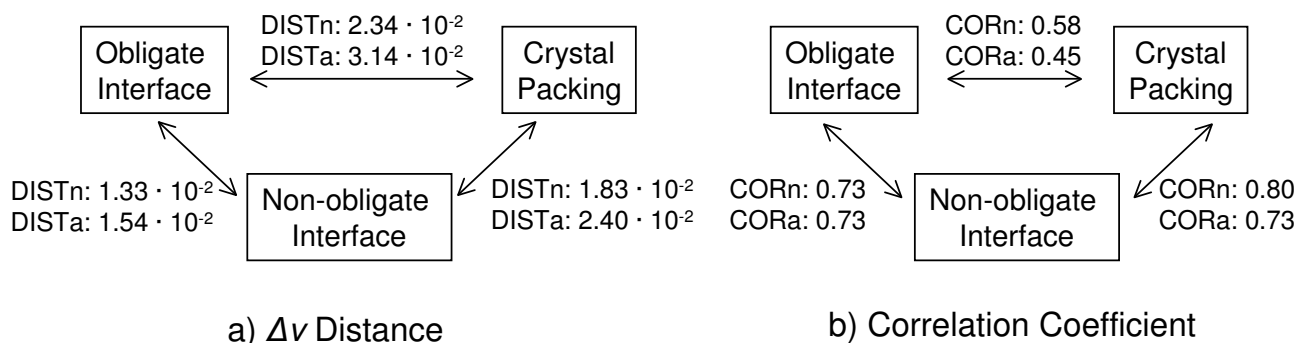 DISTn: 2.34 · 10-2
DISTa: 3.14 · 10-2
Obligate
Interface
Crystal
Packing
DISTn: 1.33 · 10-2
DISTa: 1.54 · 10-2
Non-obligate
Interface
DISTn: 1.83 · 10-2
DISTa: 2.40 · 10-2
a) Δv Distance
CORn: 0.58
CORa: 0.45
Obligate
Interface
Crystal
Packing
CORn: 0.73
CORa: 0.73
Non-obligate
Interface
CORn: 0.80
CORa: 0.73
b) Correlation Coefficient